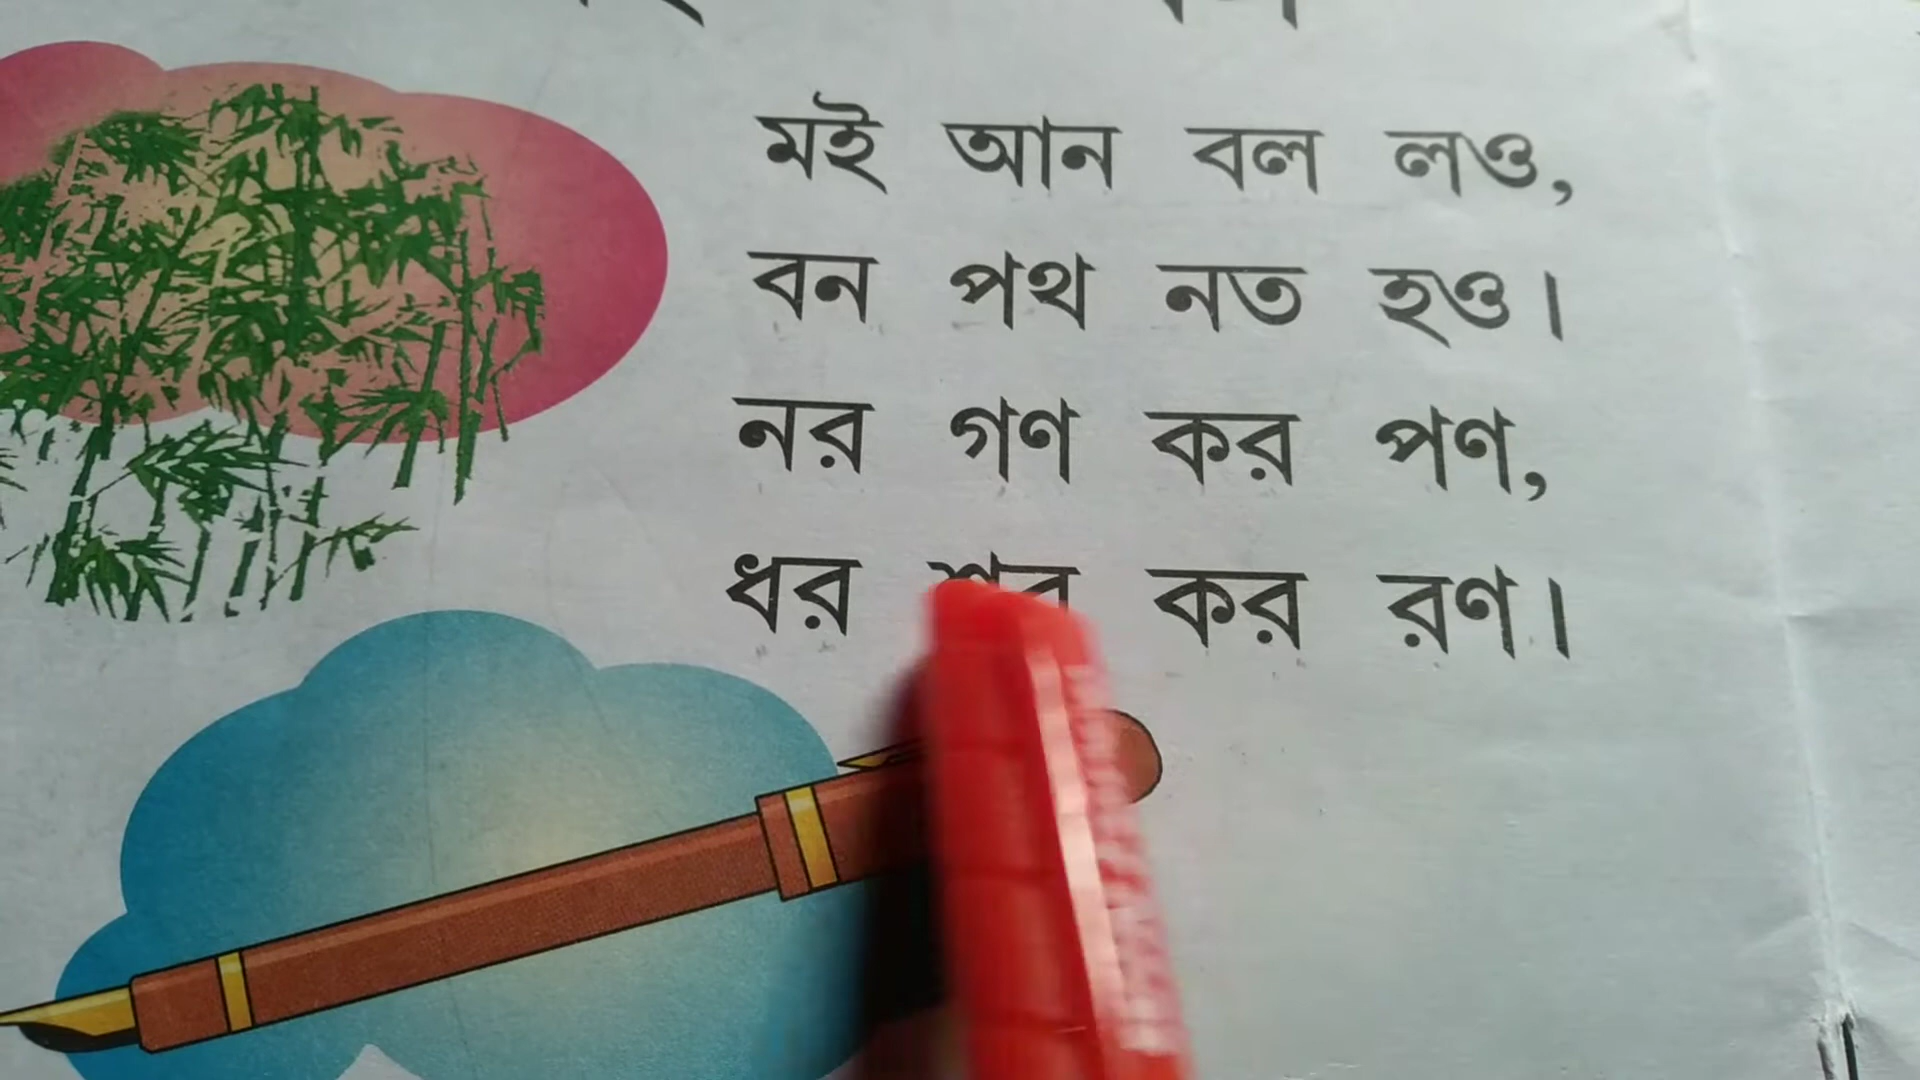 মই আন বল লও,
বন পথ নত হও।
নর গণ কর পণ,
ধর কর রণ।